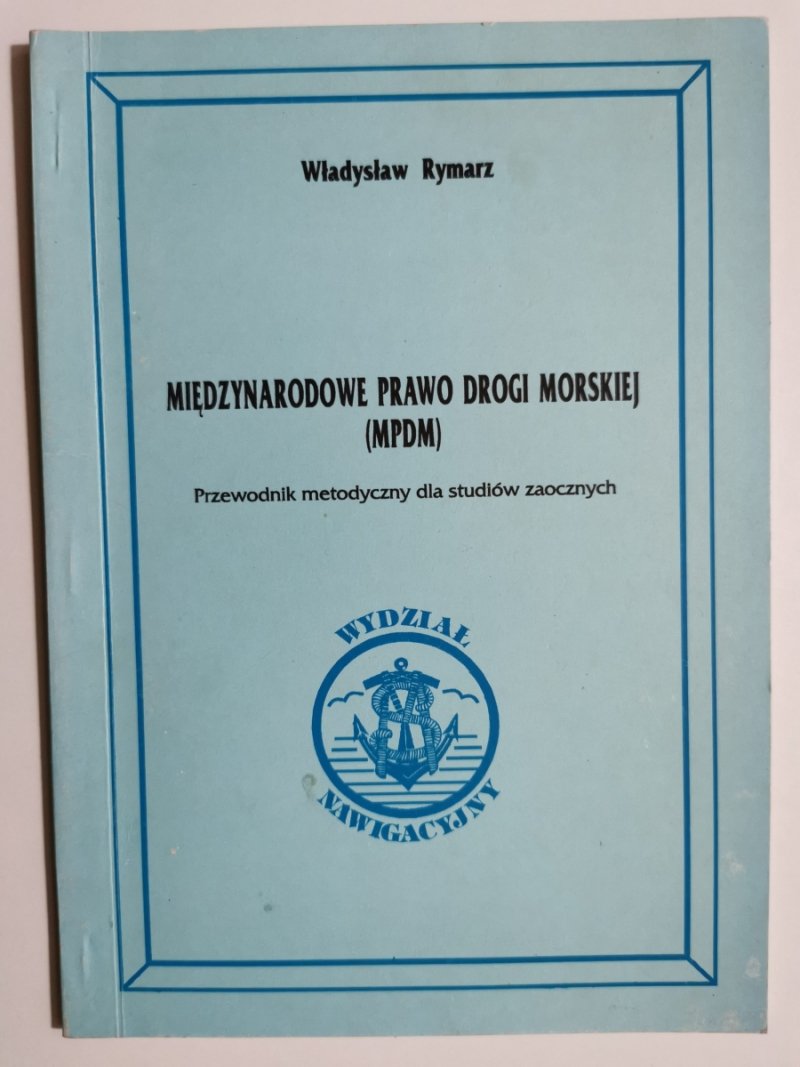 Władysław Rymarz
MIĘDZYNARODOWE PRAWO DROGI MORSKIEJ
(MPDM)
Przewodnik metodyczny dla studiów zaocznych
WYDZIAŁ
NAWIGACYJNY